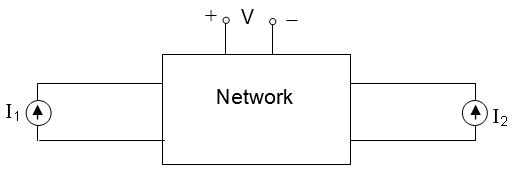 + V −
Network
I1
I2